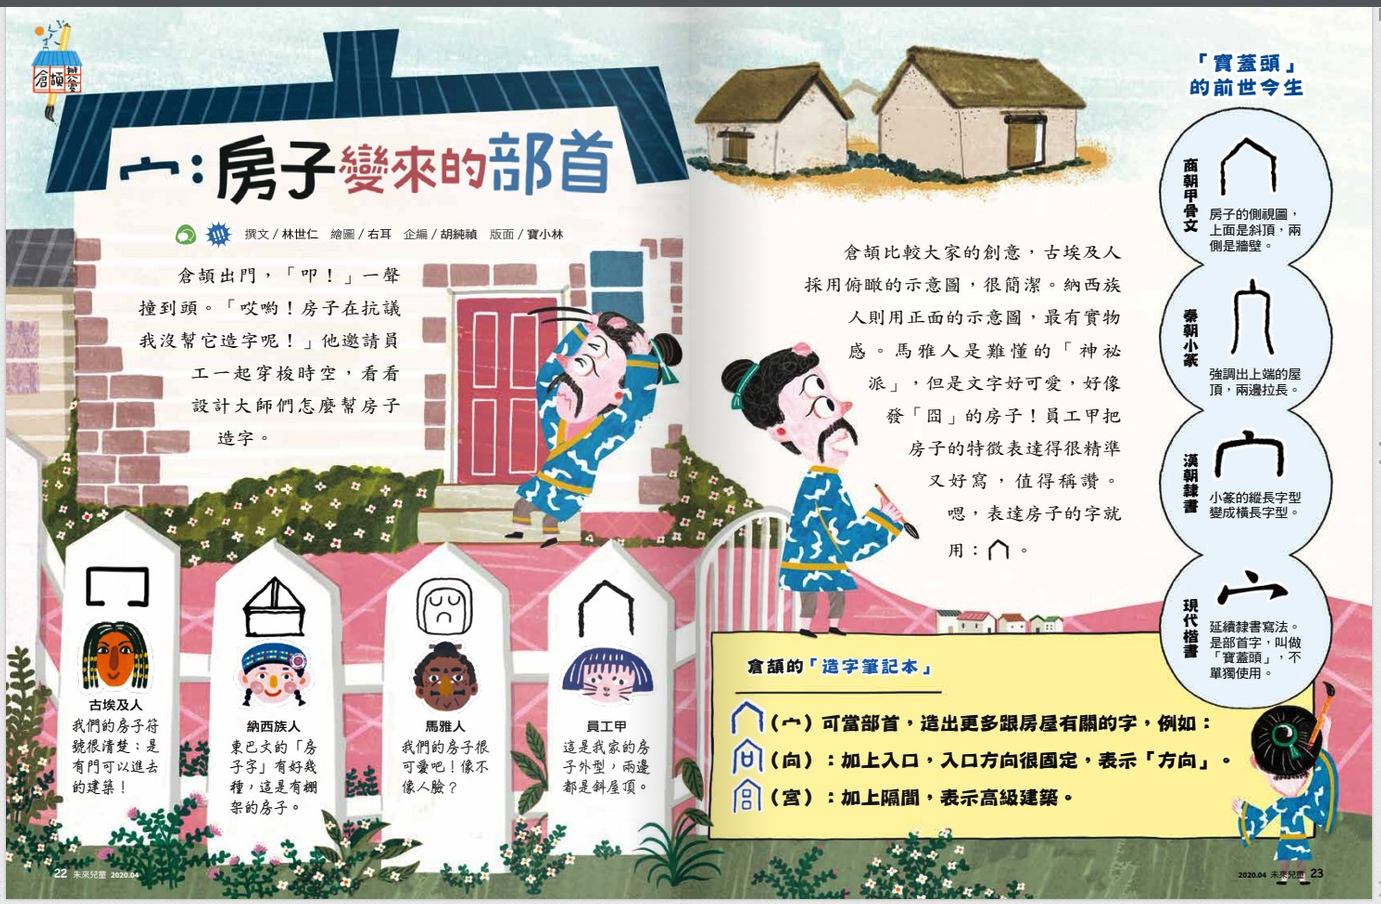 倉頡
宀：房子變來的部首
撰文／林世仁　繪圖／右耳　企編／胡純禎　版面／寶小林
倉頡出門，「叩！」一聲
撞到頭。「哎喲！房子在抗議
我沒幫它造字呢！」他邀請員
工一起穿梭時空，看看
設計大師們怎麼幫房子
造字。
古埃及人
我們的房子符
號很清楚：是
有門可以進去
的建築！
納西族人
東巴文的「房
子字」有好幾
種，這是有棚
架的房子。
馬雅人
我們的房子很
可愛吧！像不
像人臉？
員工甲
這是我家的房
子外型，兩邊
都是斜屋頂。
22 未來兒童 2020.04
倉頡比較大家的創意，古埃及人
採用俯瞰的示意圖，很簡潔。納西族
人則用正面的示意圖，最有實物
感。馬雅人是難懂的「神祕
派」，但是文字好可愛，好像
發「囧」的房子！員工甲把
房子的特徵表達得很精準
又好寫，值得稱讚。
嗯，表達房子的字就
用：。
「寶蓋頭」
的前世今生
商朝甲骨文
房子的側視圖，
上面是斜頂，兩
側是牆壁。
秦朝小篆
強調出上端的屋
頂，兩邊拉長。
漢朝隸書
小篆的縱長字型
變成橫長字型。
現代楷書
宀
延續隸書寫法。
是部首字，叫做
「寶蓋頭」，不
單獨使用。
倉頡的「造字筆記本」
（宀）可當部首，造出更多跟房屋有關的字，例如：
（向）：加上入口，入口方向很固定，表示「方向」。
（宮）：加上隔間，表示高級建築。
2020.04 未來兒童 23